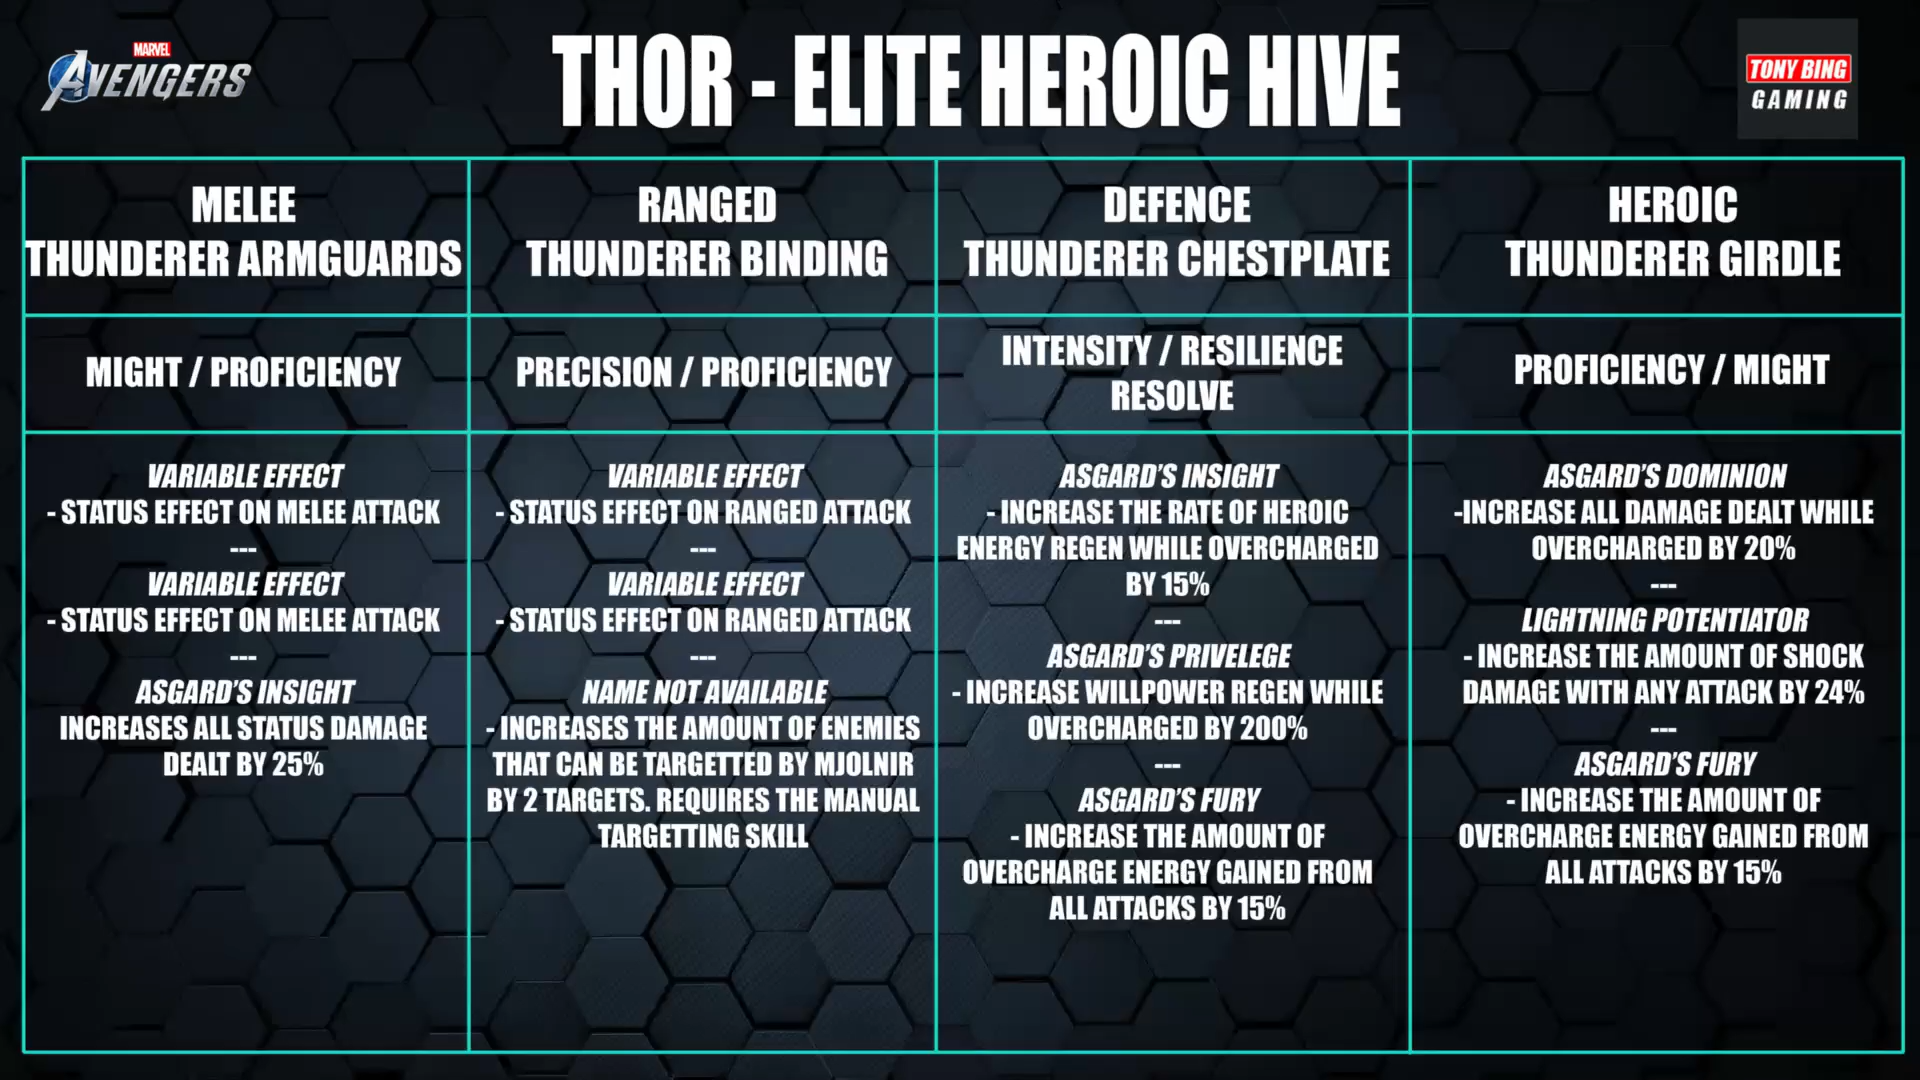 MARVEL
AVENGERS
THOR - ELITE HEROIC HIVE
TONY BING
GAMING
MELEE
THUNDERER ARMGUARDS
RANGED
THUNDERER BINDING
DEFENCE
THUNDERER CHESTPLATE
HEROIC
THUNDERER GIRDLE
MIGHT / PROFICIENCY
PRECISION / PROFICIENCY
INTENSITY / RESILIENCE
RESOLVE
PROFICIENCY / MIGHT
VARIABLE EFFECT
- STATUS EFFECT ON MELEE ATTACK
---
VARIABLE EFFECT
- STATUS EFFECT ON MELEE ATTACK
---
ASGARD'S INSIGHT
INCREASES ALL STATUS DAMAGE
DEALT BY 25%
VARIABLE EFFECT
- STATUS EFFECT ON RANGED ATTACK
---
VARIABLE EFFECT
- STATUS EFFECT ON RANGED ATTACK
---
NAME NOT AVAILABLE
- INCREASES THE AMOUNT OF ENEMIES
THAT CAN BE TARGETTED BY MJOLNIR
BY 2 TARGETS. REQUIRES THE MANUAL
TARGETTING SKILL
ASGARD'S INSIGHT
- INCREASE THE RATE OF HEROIC
ENERGY REGEN WHILE OVERCHARGED
BY 15%
---
ASGARD'S PRIVELEGE
- INCREASE WILLPOWER REGEN WHILE
OVERCHARGED BY 200%
---
ASGARD'S FURY
- INCREASE THE AMOUNT OF
OVERCHARGE ENERGY GAINED FROM
ALL ATTACKS BY 15%
ASGARD'S DOMINION
-INCREASE ALL DAMAGE DEALT WHILE
OVERCHARGED BY 20%
---
LIGHTNING POTENTIATOR
- INCREASE THE AMOUNT OF SHOCK
DAMAGE WITH ANY ATTACK BY 24%
---
ASGARD'S FURY
- INCREASE THE AMOUNT OF
OVERCHARGE ENERGY GAINED FROM
ALL ATTACKS BY 15%